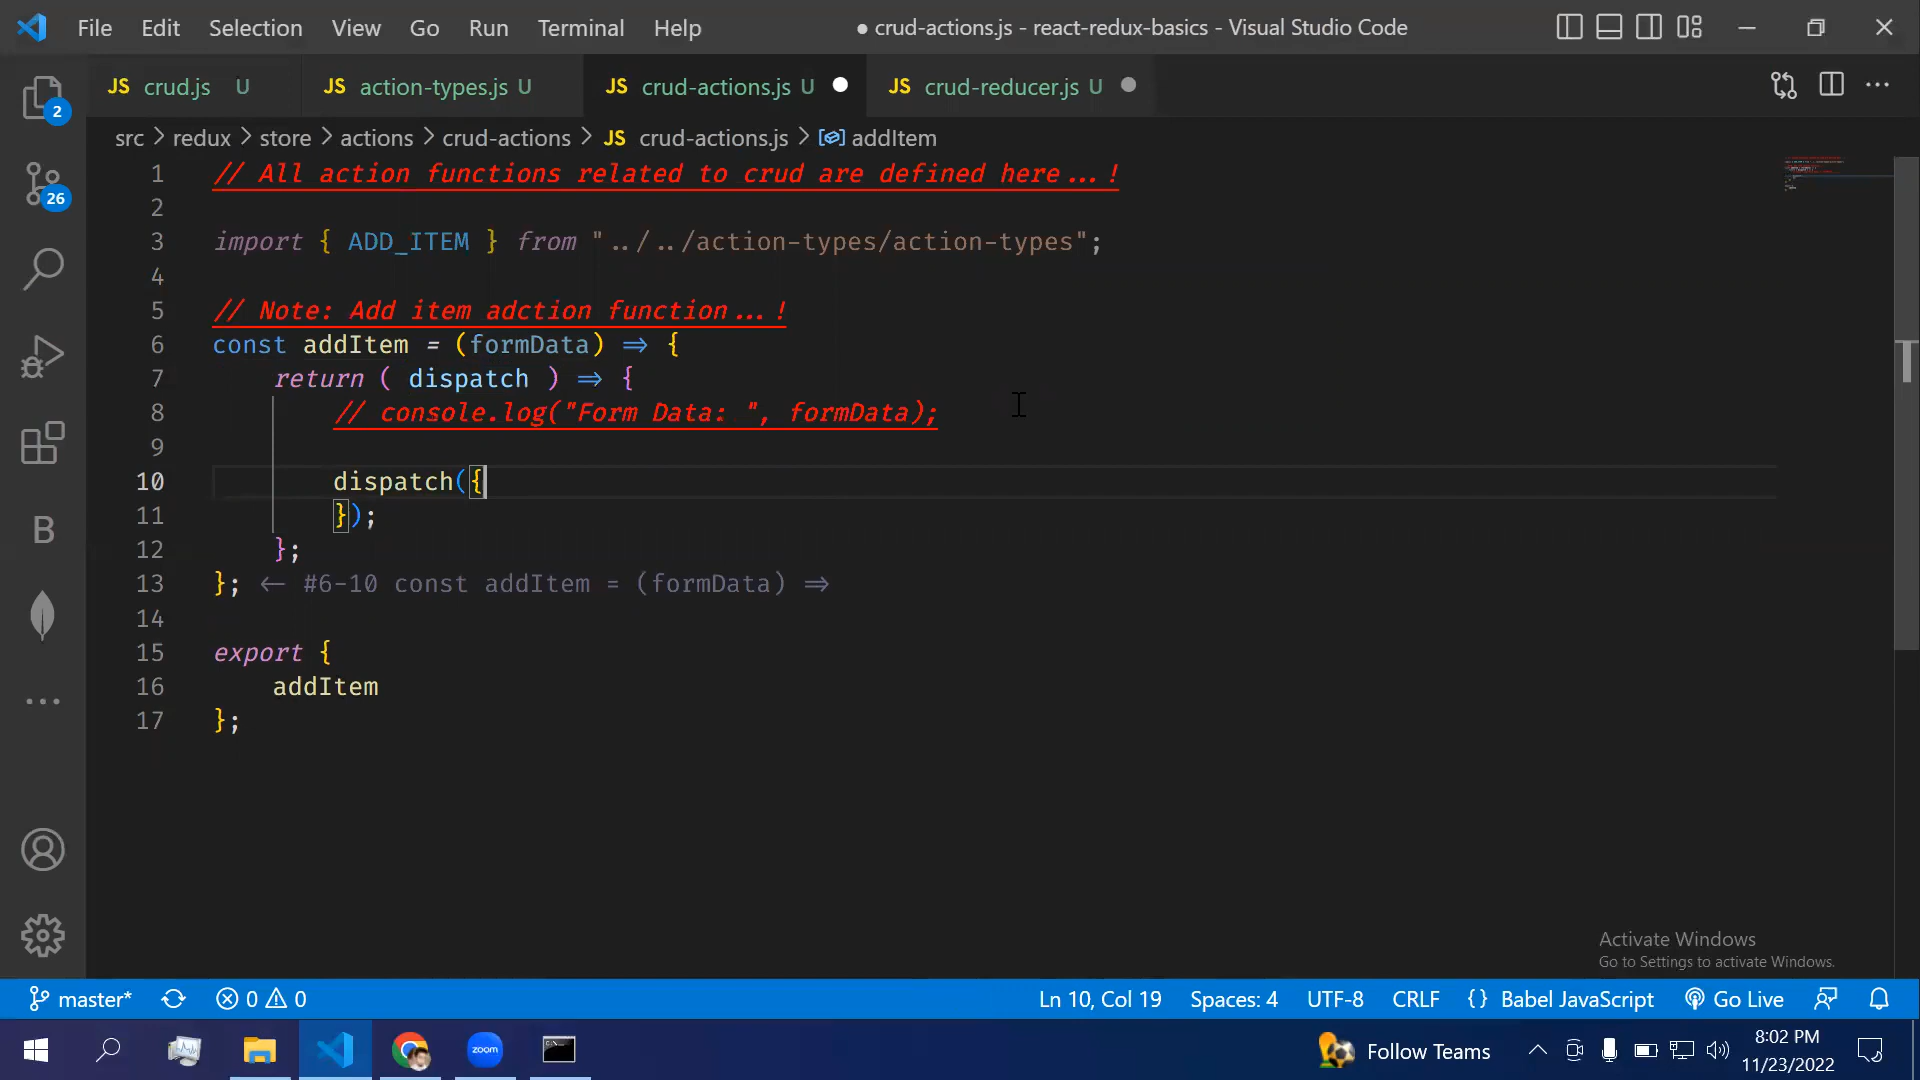 File Edit Selection View Go Run Terminal Help ● crud-actions.js - react-redux-basics - Visual Studio Code
JS crud.js U JS action-types.js U JS crud-actions.js U JS crud-reducer.js U
src > redux > store > actions > crud-actions > JS crud-actions.js > addItem
1 // All action functions related to crud are defined here...!
2
3 import { ADD_ITEM } from "../../action-types/action-types";
4
5 // Note: Add item adction function...!
6 const addItem = (formData) => {
7 return ( dispatch ) => {
8 // console.log("Form Data: ", formData);
9
10 dispatch({
11 });
12 };
13 }; <- #6-10 const addItem = (formData) =>
14
15 export {
16 addItem
17 };
2
26
B
Activate Windows
Go to Settings to activate Windows.
master* 0 0 Ln 10, Col 19 Spaces: 4 UTF-8 CRLF {} Babel JavaScript Go Live
zoom Follow Teams 8:02 PM
11/23/2022